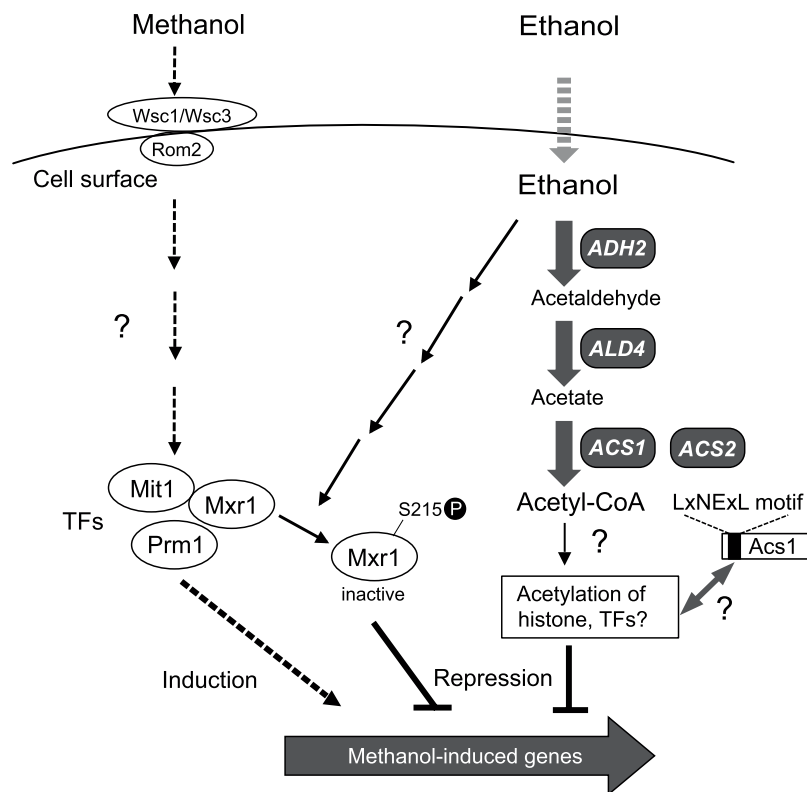 Methanol
Ethanol
Wsc1/Wsc3
Rom2
Cell surface
Ethanol
ADH2
Acetaldehyde
?
?
ALD4
Acetate
ACS1
ACS2
Mit1
Mxr1
TFs
Prm1
S215 P
Mxr1
inactive
Acetyl-CoA
LxNExL motif
?
Acs1
Acetylation of
histone, TFs?
?
Induction
Repression
Methanol-induced genes